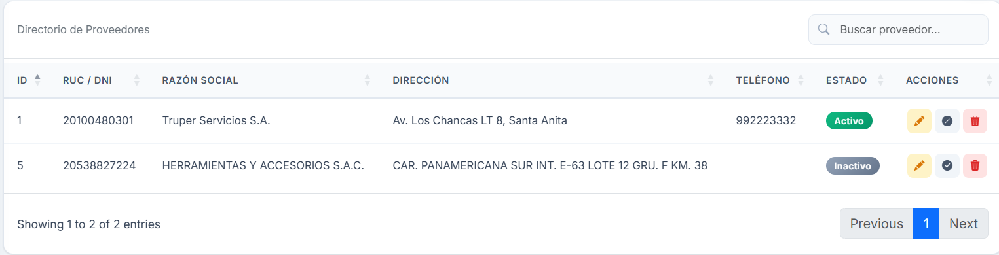 Directorio de Proveedores
Buscar proveedor...
ID RUC / DNI RAZÓN SOCIAL DIRECCIÓN TELÉFONO ESTADO ACCIONES
1 20100480301 Truper Servicios S.A. Av. Los Chancas LT 8, Santa Anita 992223332 Activo
5 20538827224 HERRAMIENTAS Y ACCESORIOS S.A.C. CAR. PANAMERICANA SUR INT. E-63 LOTE 12 GRU. F KM. 38 Inactivo
Showing 1 to 2 of 2 entries
Previous 1 Next